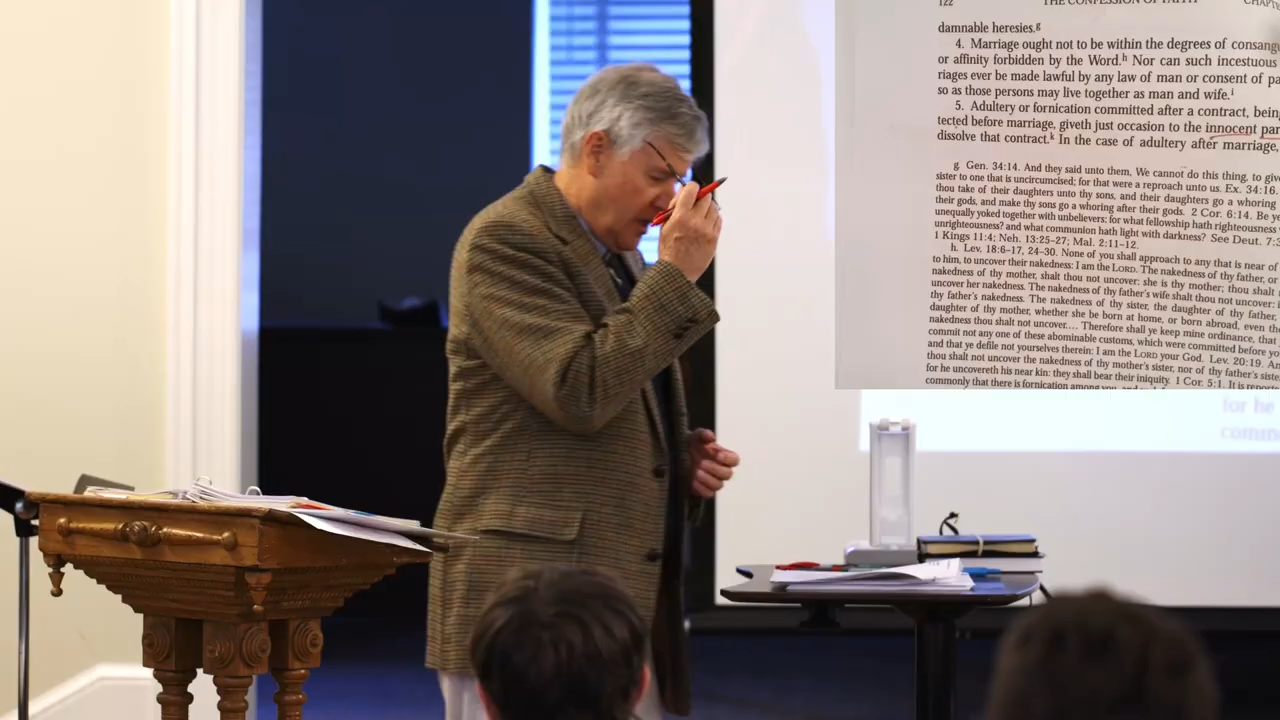 122 THE CONFESSION OF FAITH CHAPT
damnable heresies.g
4. Marriage ought not to be within the degrees of consang
or affinity forbidden by the Word.h Nor can such incestuous
riages ever be made lawful by any law of man or consent of pa
so as those persons may live together as man and wife.i
5. Adultery or fornication committed after a contract, bein
tected before marriage, giveth just occasion to the innocent par
dissolve that contract.k In the case of adultery after marriage,
g. Gen. 34:14. And they said unto them, We cannot do this thing, to giv
sister to one that is uncircumcised; for that were a reproach unto us. Ex. 34:16.
thou take of their daughters unto thy sons, and their daughters go a whoring
their gods, and make thy sons go a whoring after their gods. 2 Cor. 6:14. Be y
unequally yoked together with unbelievers: for what fellowship hath righteousness
unrighteousness? and what communion hath light with darkness? See Deut. 7:3
1 Kings 11:4; Neh. 13:25–27; Mal. 2:11–12.
h. Lev. 18:6–17, 24–30. None of you shall approach to any that is near of
to him, to uncover their nakedness: I am the LORD. The nakedness of thy father, or
nakedness of thy mother, shalt thou not uncover: she is thy mother; thou shalt
uncover her nakedness. The nakedness of thy father's wife shalt thou not uncover: i
thy father's nakedness. The nakedness of thy sister, the daughter of thy father,
daughter of thy mother, whether she be born at home, or born abroad, even th
nakedness thou shalt not uncover.... Therefore shall ye keep mine ordinance, that
commit not any one of these abominable customs, which were committed before yo
and that ye defile not yourselves therein: I am the LORD your God. Lev. 20:19. An
thou shalt not uncover the nakedness of thy mother's sister, nor of thy father's siste
for he uncovereth his near kin: they shall bear their iniquity. 1 Cor. 5:1. It is reporte
commonly that there is fornication among you, and
for he
comm